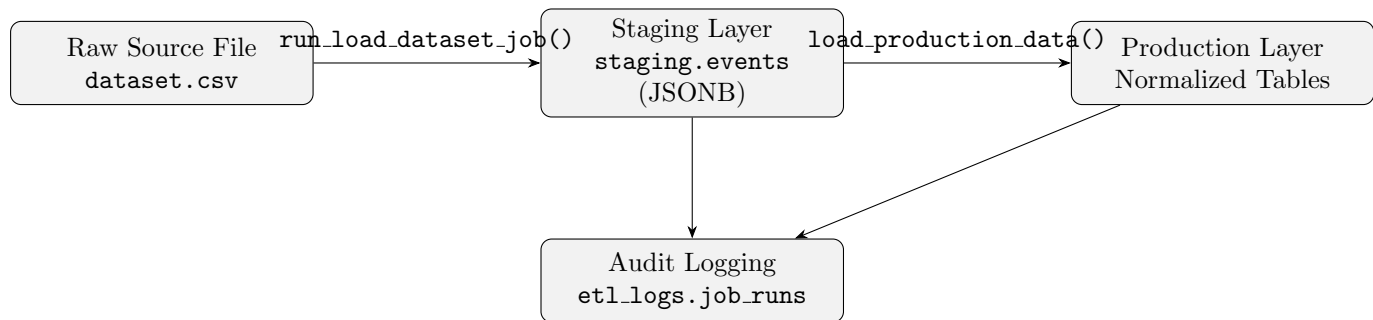 Raw Source File
dataset.csv
run_load_dataset_job()
Staging Layer
staging.events
(JSONB)
load_production_data()
Production Layer
Normalized Tables
Audit Logging
etl_logs.job_runs